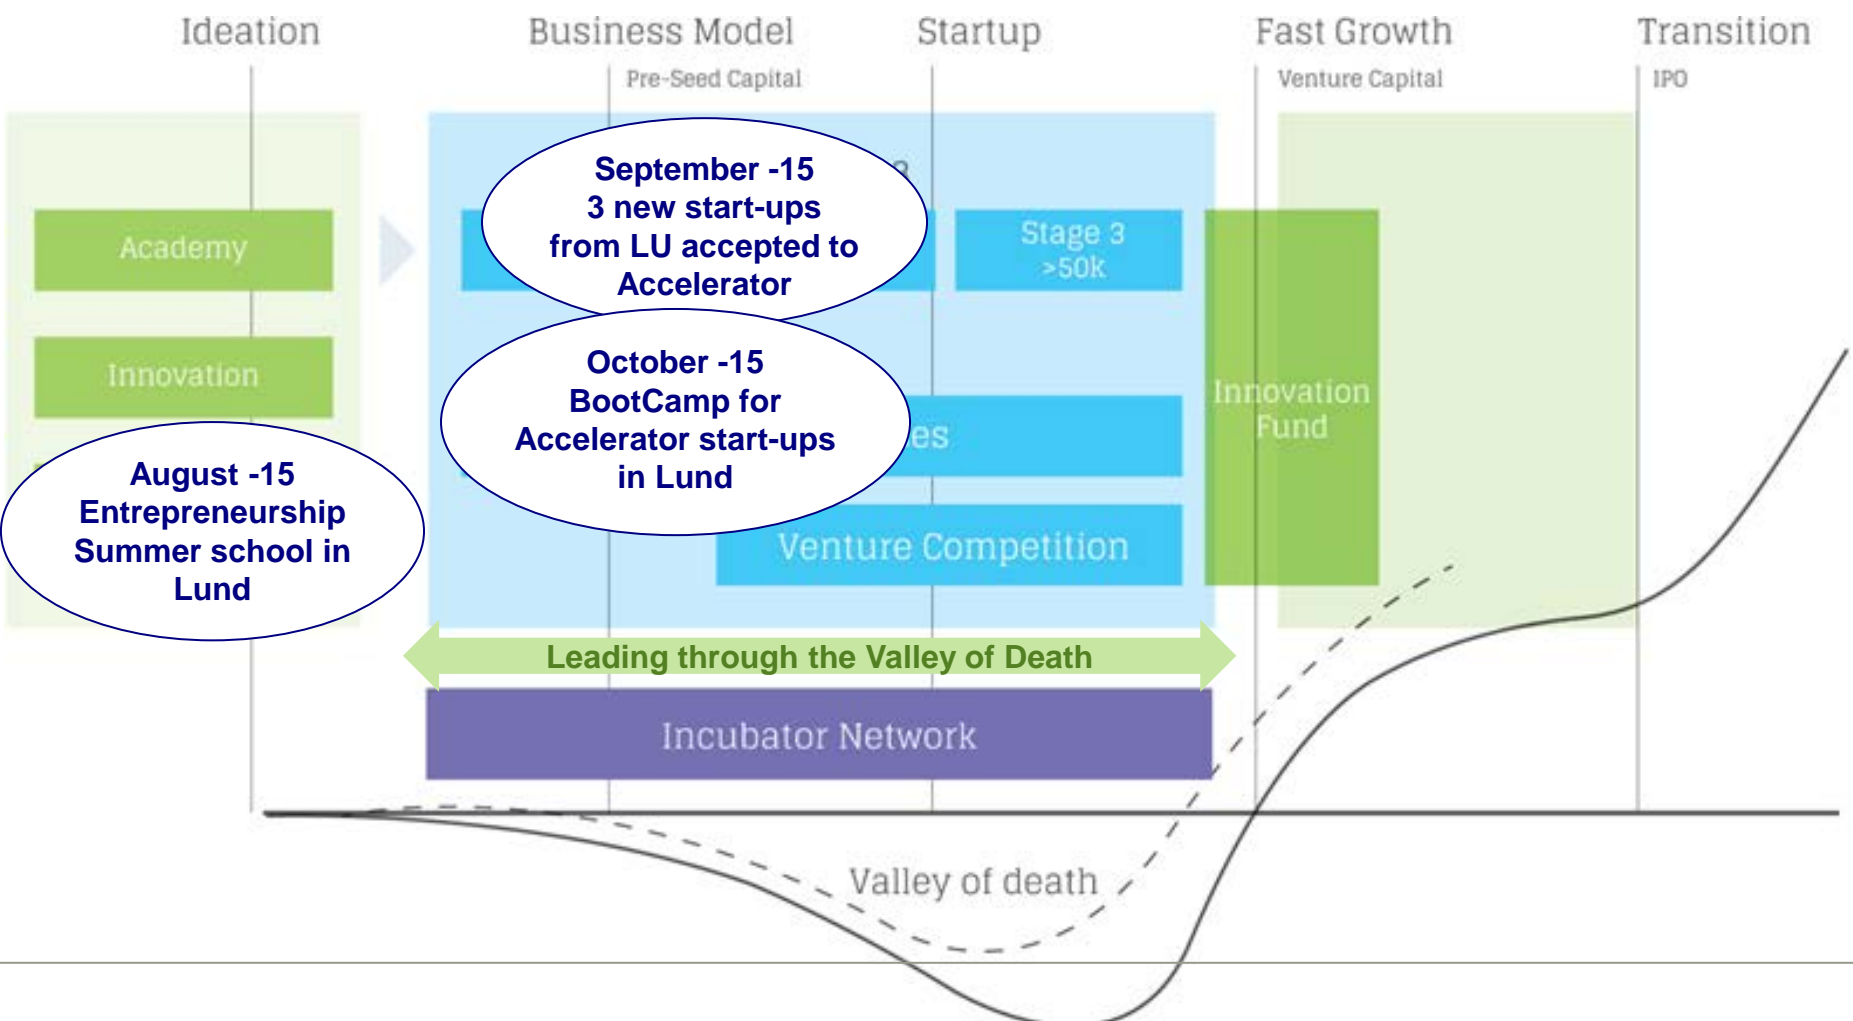 Ideation
Business Model
Startup
Fast Growth
Transition
Pre-Seed Capital
Venture Capital
IPO
September -15
3 new start-ups
from LU accepted to
Accelerator
Academy
Stage 3
>50k
Innovation
October -15
BootCamp for
Accelerator start-ups
in Lund
Innovation
Fund
August -15
Entrepreneurship
Summer school in
Lund
Venture Competition
Leading through the Valley of Death
Incubator Network
Valley of death